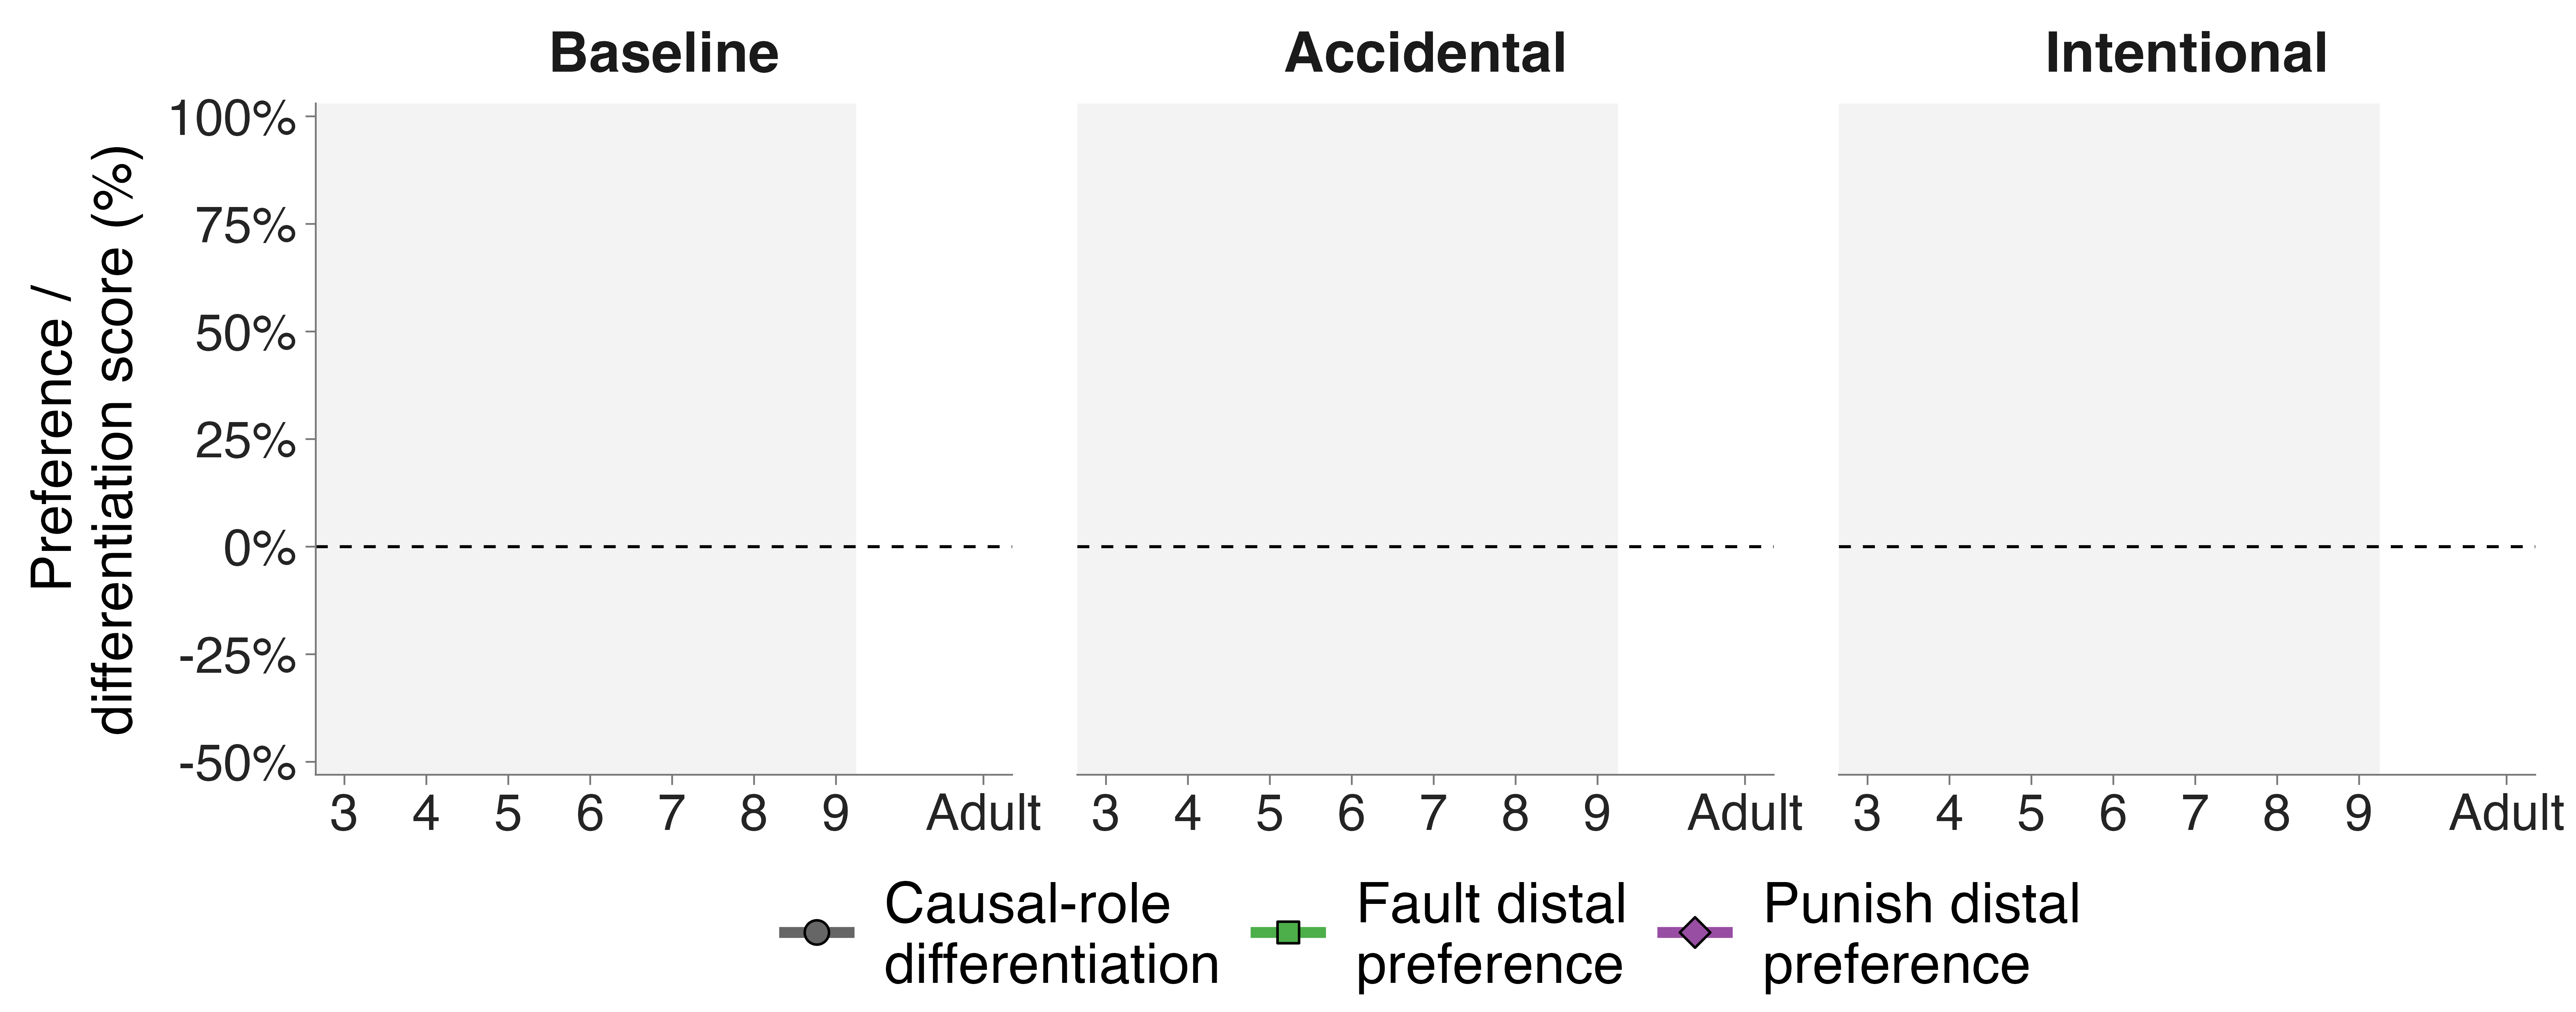 Baseline
Accidental
Intentional
Preference /
differentiation score (%)
100%
75%
50%
25%
0%
-25%
-50%
3 4 5 6 7 8 9 Adult
3 4 5 6 7 8 9 Adult
3 4 5 6 7 8 9 Adult
Causal-role
differentiation
Fault distal
preference
Punish distal
preference